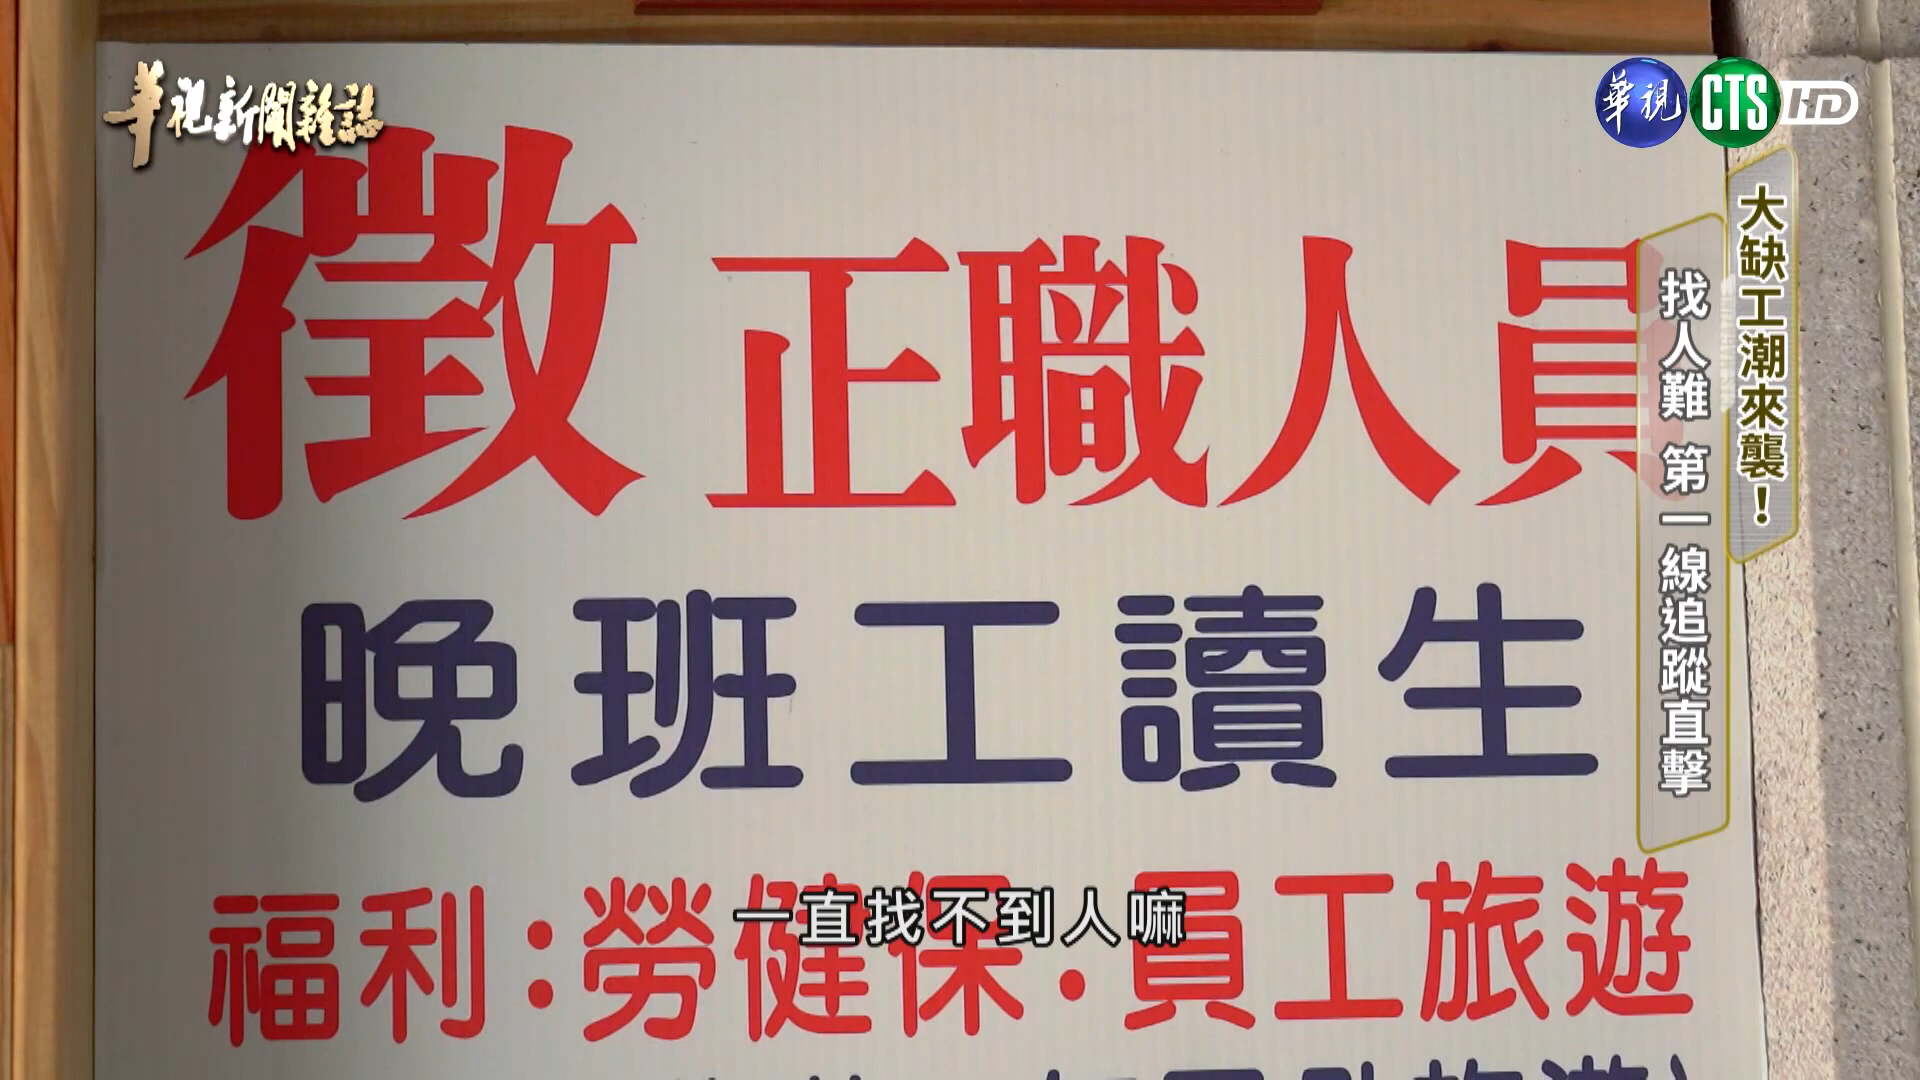 華視新聞雜誌
華視 CTS HD
大缺工潮來襲！
找人難 第一線追蹤直擊
徵 正職人員
晚班工讀生
福利:勞健保.員工旅遊
一直找不到人嘛